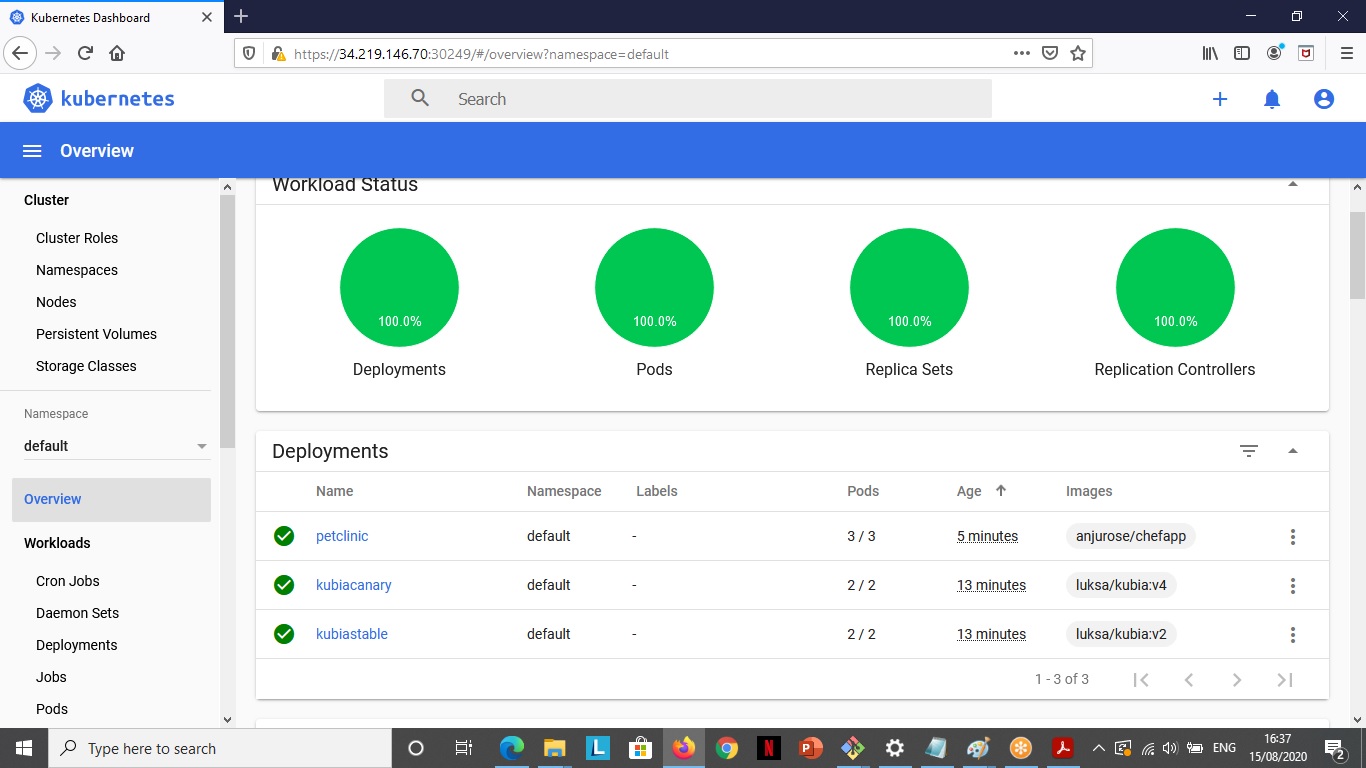 Kubernetes Dashboard
https://34.219.146.70:30249/#/overview?namespace=default
kubernetes
Search
Overview
Cluster
Cluster Roles
Namespaces
Nodes
Persistent Volumes
Storage Classes
Namespace
default
Overview
Workloads
Cron Jobs
Daemon Sets
Deployments
Jobs
Pods
Workload Status
100.0% 100.0% 100.0% 100.0%
Deployments Pods Replica Sets Replication Controllers
Deployments
Name Namespace Labels Pods Age Images
petclinic default - 3 / 3 5 minutes anjurose/chefapp
kubiacanary default - 2 / 2 13 minutes luksa/kubia:v4
kubiastable default - 2 / 2 13 minutes luksa/kubia:v2
1 - 3 of 3
Type here to search
L
N
P
ENG
16:37
15/08/2020
2